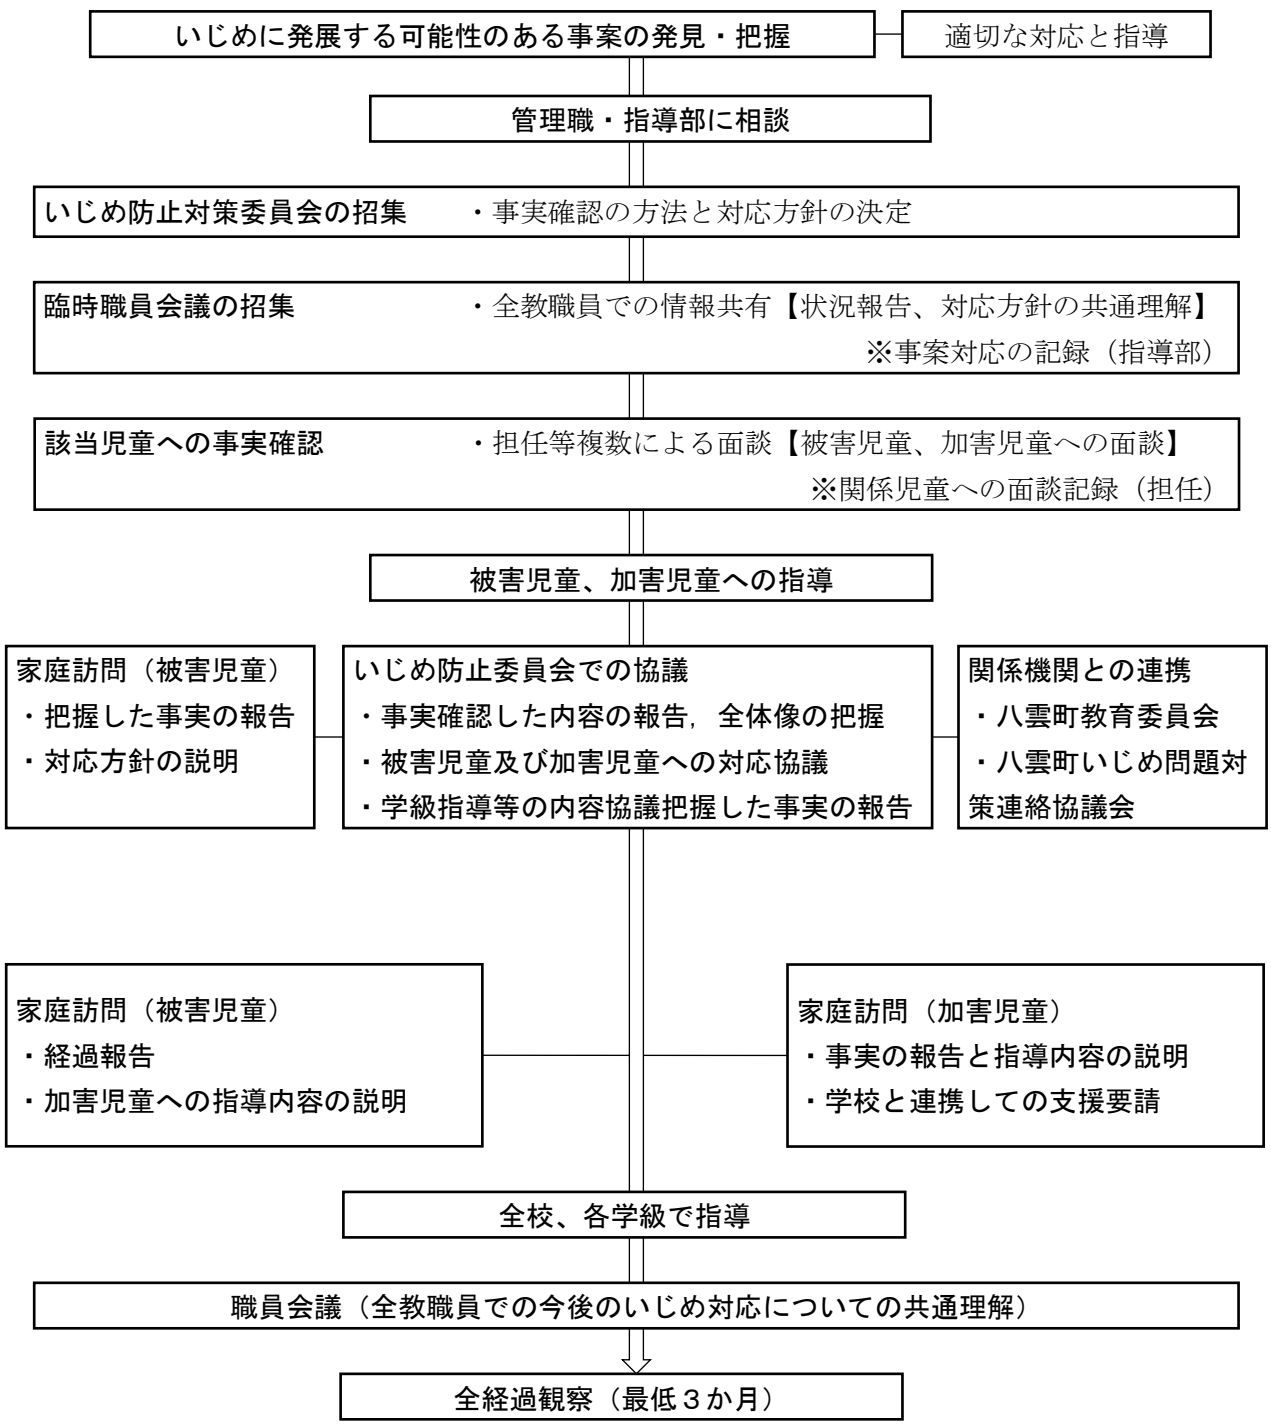 いじめに発展する可能性のある事案の発見・把握
適切な対応と指導
管理職・指導部に相談
いじめ防止対策委員会の招集 ・事実確認の方法と対応方針の決定
臨時職員会議の招集 ・全教職員での情報共有【状況報告、対応方針の共通理解】
※事案対応の記録（指導部）
該当児童への事実確認 ・担任等複数による面談【被害児童、加害児童への面談】
※関係児童への面談記録（担任）
被害児童、加害児童への指導
家庭訪問（被害児童）
・把握した事実の報告
・対応方針の説明
いじめ防止委員会での協議
・事実確認した内容の報告，全体像の把握
・被害児童及び加害児童への対応協議
・学級指導等の内容協議把握した事実の報告
関係機関との連携
・八雲町教育委員会
・八雲町いじめ問題対
策連絡協議会
家庭訪問（被害児童）
・経過報告
・加害児童への指導内容の説明
家庭訪問（加害児童）
・事実の報告と指導内容の説明
・学校と連携しての支援要請
全校、各学級で指導
職員会議（全教職員での今後のいじめ対応についての共通理解）
全経過観察（最低３か月）